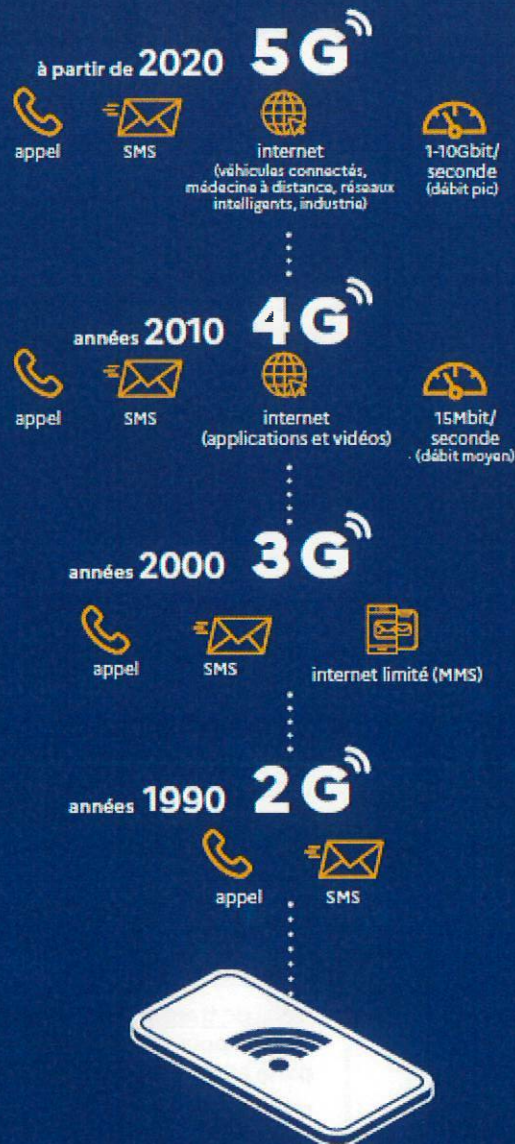 à partir de 2020 5G
appel
SMS
internet
(véhicules connectés,
médecine à distance, réseaux
intelligents, industrie)
1-10Gbit/
seconde
(débit pic)
années 2010 4G
appel
SMS
internet
(applications et vidéos)
15Mbit/
seconde
(débit moyen)
années 2000 3G
appel
SMS
internet limité (MMS)
années 1990 2G
appel
SMS